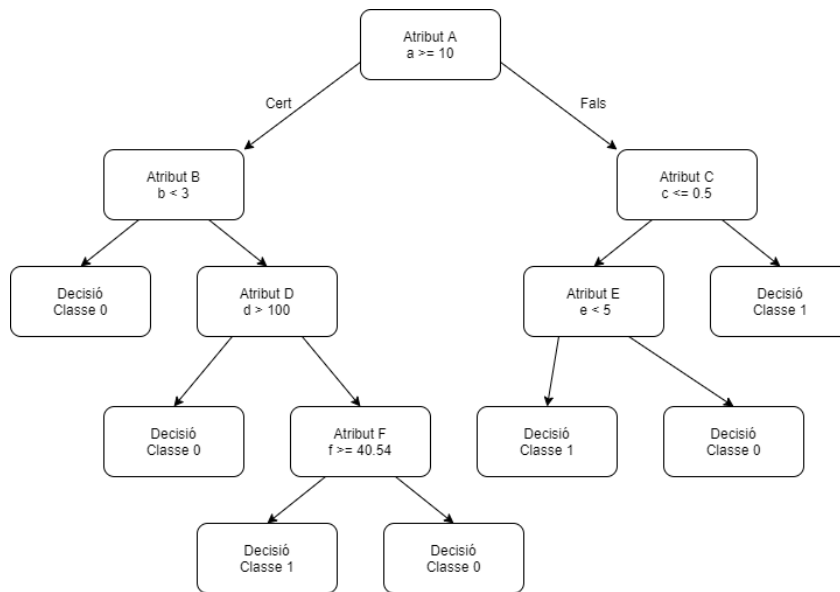 Atribut A
a >= 10
Cert
Fals
Atribut B
b < 3
Atribut C
c <= 0.5
Decisió
Classe 0
Atribut D
d > 100
Atribut E
e < 5
Decisió
Classe 1
Decisió
Classe 0
Atribut F
f >= 40.54
Decisió
Classe 1
Decisió
Classe 0
Decisió
Classe 1
Decisió
Classe 0